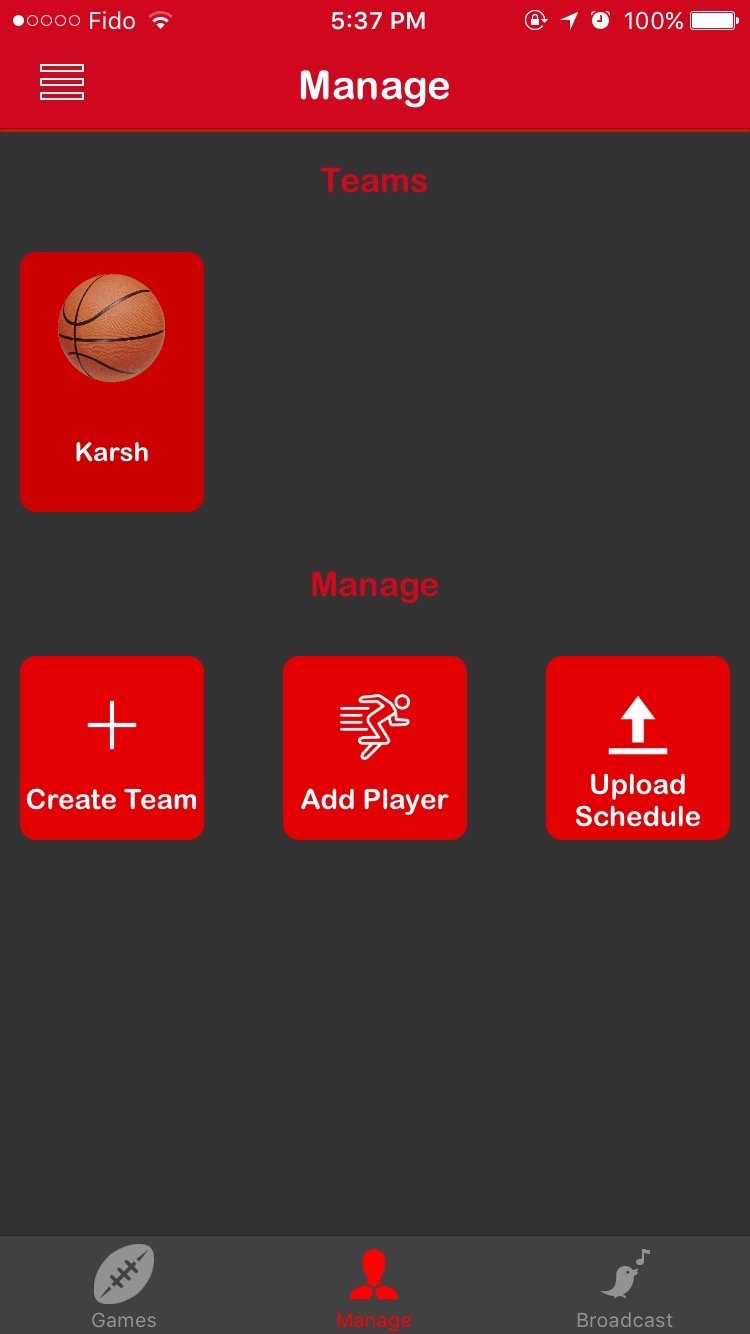 Fido 5:37 PM 100%
Manage
Teams
Karsh
Manage
Create Team
Add Player
Upload
Schedule
Games
Manage
Broadcast